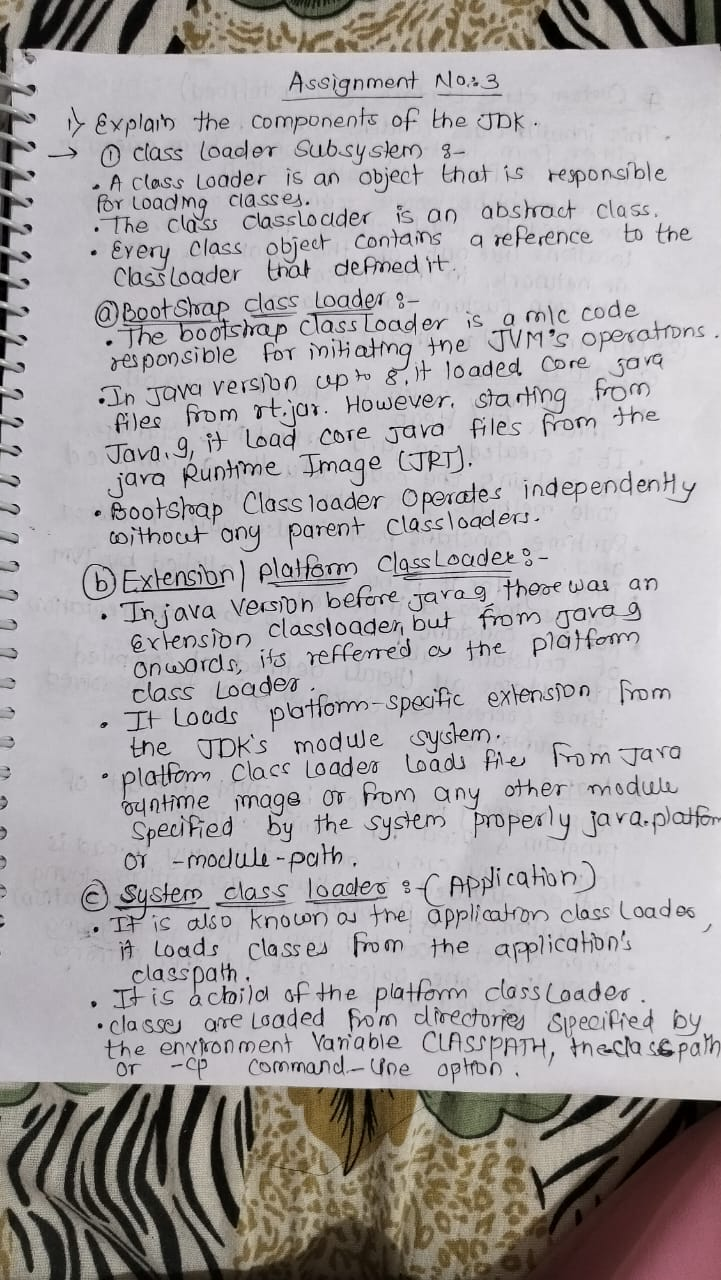 Assignment No.: 3
1) Explain the components of the JDK.
→ ① class loader Subsystem :-
• A class Loader is an object that is responsible
for loading classes.
• The class classloader is an abstract class.
• Every class object contains a reference to the
ClassLoader that defined it.
ⓐ Bootstrap class Loader :-
• The bootstrap ClassLoader is a m/c code
responsible for initiating the JVM's operations.
• In Java version up to 8, it loaded core java
files from rt.jar. However, starting from
Java.9, it Load core Java files from the
java Runtime Image (JRT).
• Bootstrap Classloader Operates independently
without any parent classloaders.
ⓑ Extension | platform ClassLoader :-
• In java version before java 9 there was an
Extension classloader, but from Java 9
onwards, its refferred as the platform
class Loader.
• It Loads platform-specific extension from
the JDK's module system.
• platform class Loader loads file from Java
runtime image or from any other module
Specified by the system properly java.platform
or -module-path.
ⓒ System class loader :- (Application)
• It is also known as the application class Loader,
it loads classes from the application's
classpath.
• It is a child of the platform classLoader.
• classes are Loaded from directories specified by
the environment variable CLASSPATH, the classpath
or -cp command-line option.